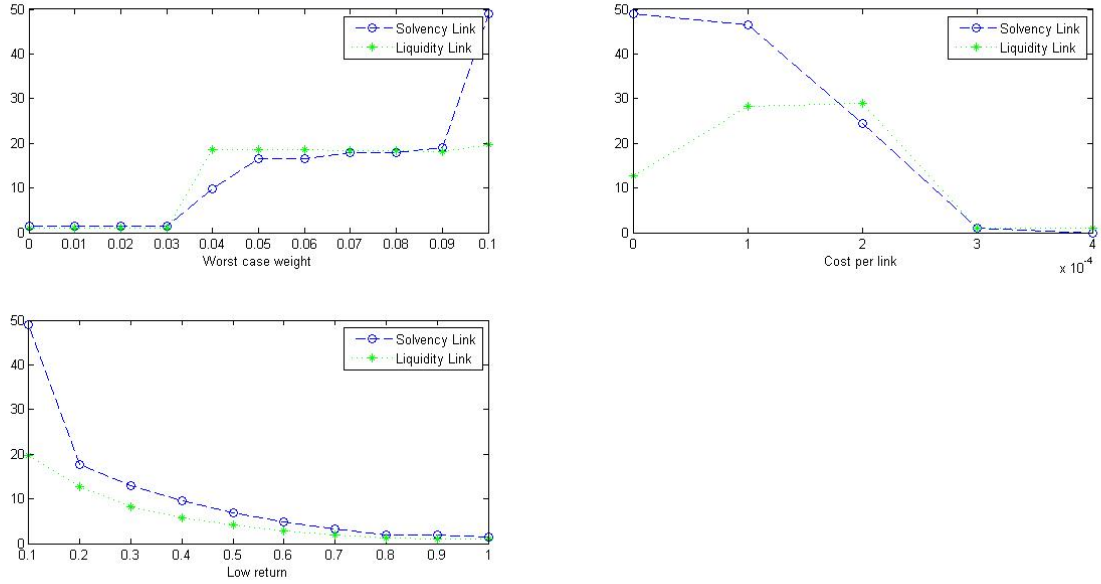 50
40
30
20
10
0
Solvency Link
Liquidity Link
0 0.01 0.02 0.03 0.04 0.05 0.06 0.07 0.08 0.09 0.1
Worst case weight
50
40
30
20
10
0
Solvency Link
Liquidity Link
0 1 2 3 4
Cost per link
x 10^-4
50
40
30
20
10
0
Solvency Link
Liquidity Link
0.1 0.2 0.3 0.4 0.5 0.6 0.7 0.8 0.9 1
Low return